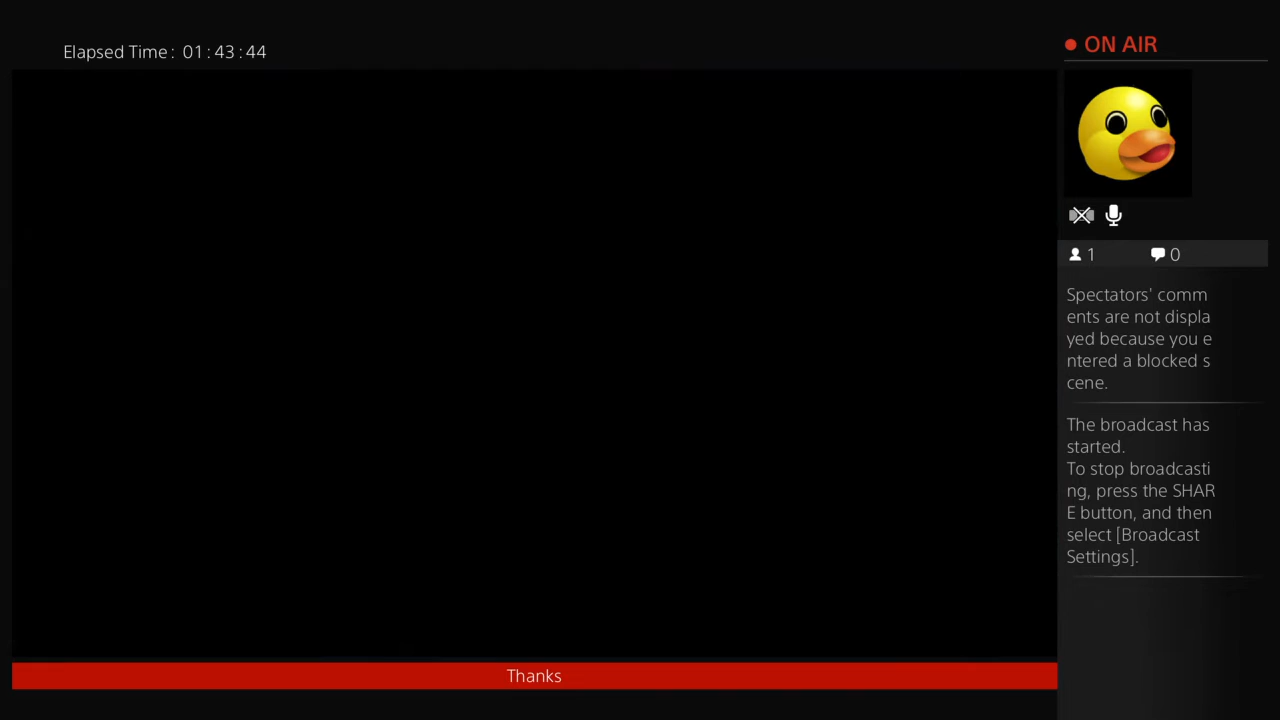 Elapsed Time: 01:43:44
ON AIR
1 0
Spectators' comm
ents are not displa
yed because you e
ntered a blocked s
cene.
The broadcast has
started.
To stop broadcasti
ng, press the SHAR
E button, and then
select [Broadcast
Settings].
Thanks